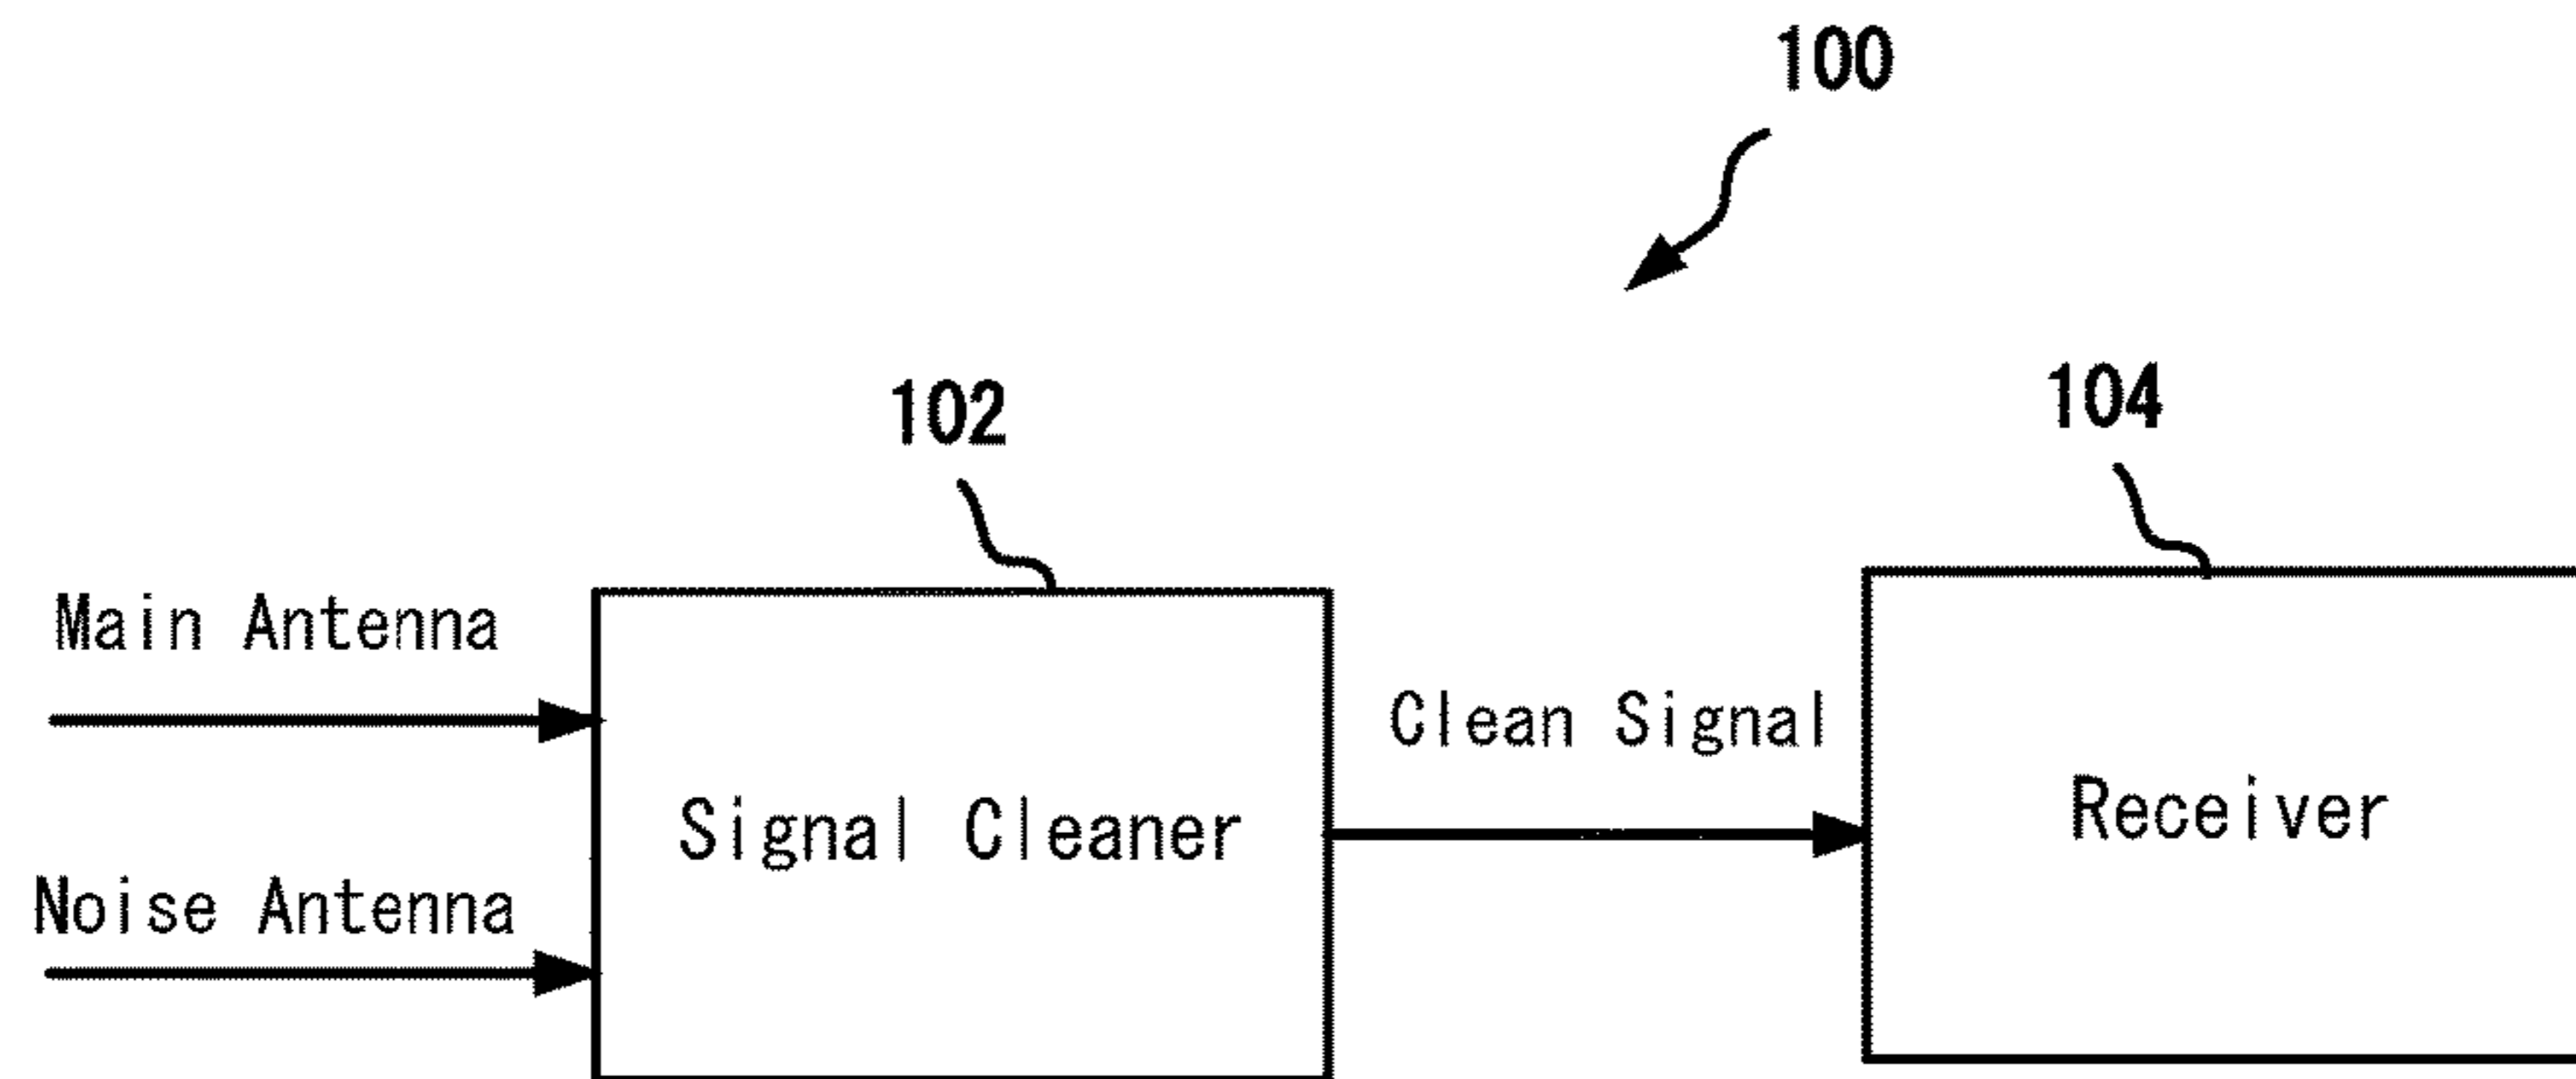 100
102
104
Main Antenna
Clean Signal
Signal Cleaner
Receiver
Noise Antenna